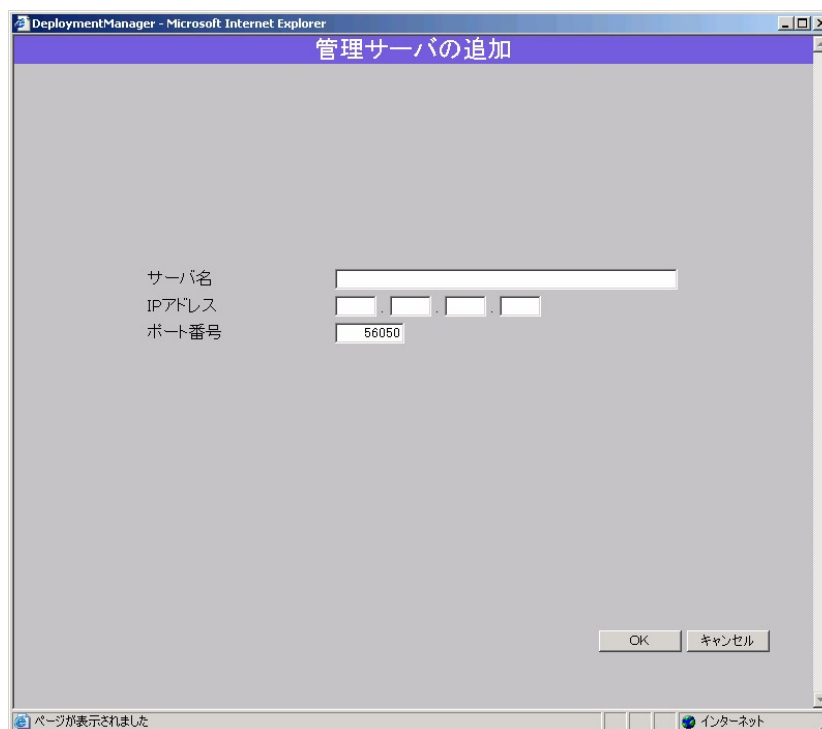 DeploymentManager - Microsoft Internet Explorer
管理サーバの追加
サーバ名
IPアドレス . . .
ポート番号 56050
OK キャンセル
ページが表示されました インターネット